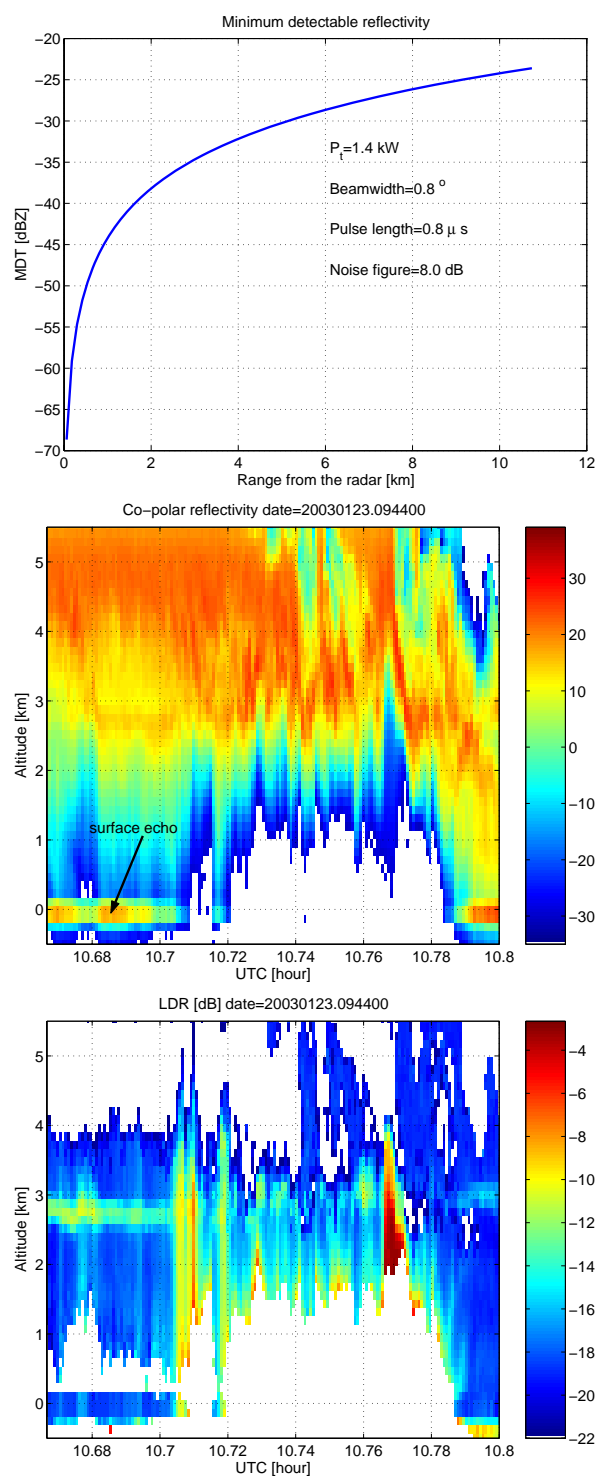 Minimum detectable reflectivity
−20
−25
−30
−35
−40
−45
−50
−55
−60
−65
−70
MDT [dBZ]
P_t=1.4 kW
Beamwidth=0.8 °
Pulse length=0.8 µ s
Noise figure=8.0 dB
0 2 4 6 8 10 12
Range from the radar [km]
Co−polar reflectivity date=20030123.094400
5
4
3
2
1
0
Altitude [km]
surface echo
10.68 10.7 10.72 10.74 10.76 10.78 10.8
UTC [hour]
30
20
10
0
−10
−20
−30
LDR [dB] date=20030123.094400
5
4
3
2
1
0
Altitude [km]
10.68 10.7 10.72 10.74 10.76 10.78 10.8
UTC [hour]
−4
−6
−8
−10
−12
−14
−16
−18
−20
−22